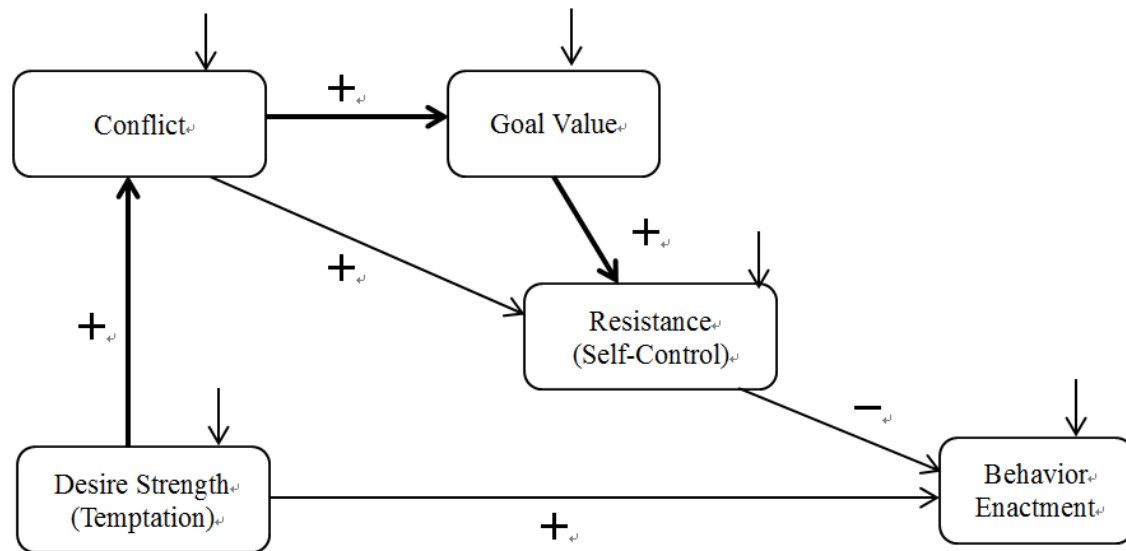 +
Conflict
Goal Value
+
+
Resistance
(Self-Control)
+
−
Desire Strength
(Temptation)
Behavior
Enactment
+